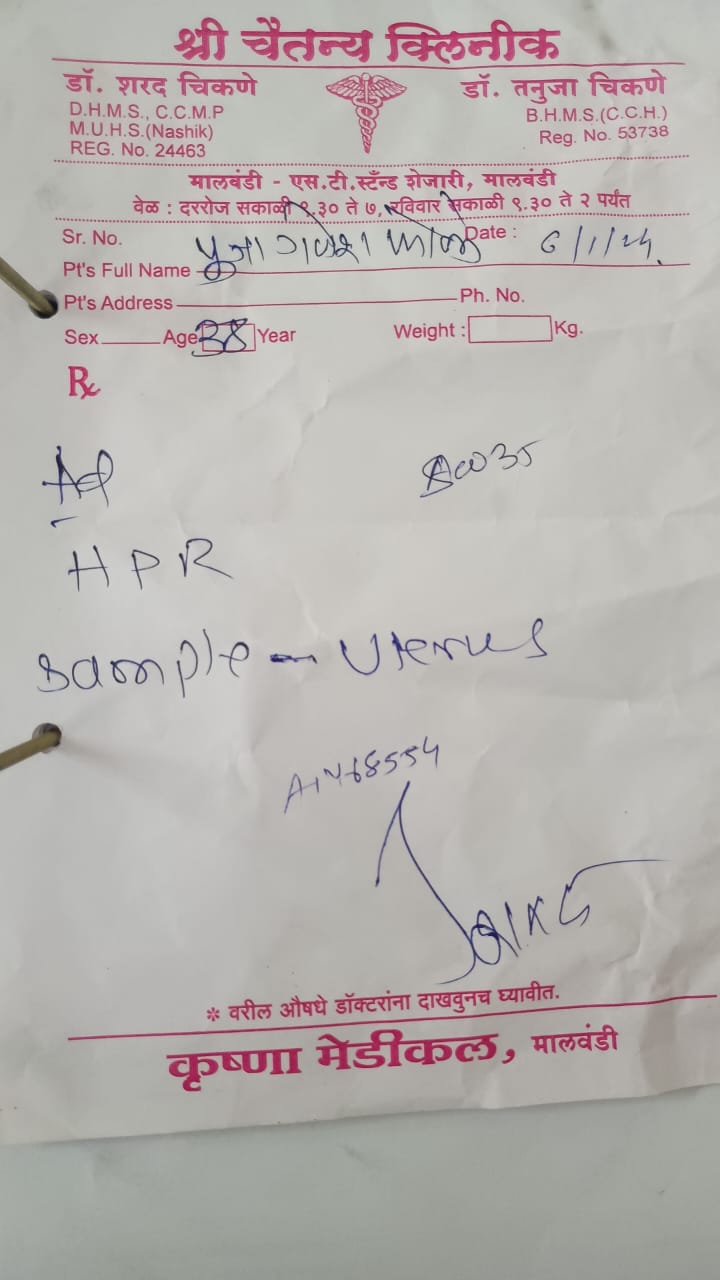 श्री चैतन्य क्लिनीक
डॉ. शरद चिकणे
D.H.M.S., C.C.M.P
M.U.H.S.(Nashik)
REG. No. 24463
डॉ. तनुजा चिकणे
B.H.M.S.(C.C.H.)
Reg. No. 53738
मालवंडी - एस.टी.स्टॅन्ड शेजारी, मालवंडी
वेळ : दररोज सकाळी ९.३० ते ७, रविवार सकाळी ९.३० ते २ पर्यंत
Sr. No. Date : 6/1/24
Pt's Full Name पुजा गणेश
Pt's Address Ph. No.
Sex Age 38 Year Weight : Kg.
Rx
HPR
Sample - Uterus
* वरील औषधे डॉक्टरांना दाखवुनच घ्यावीत.
कृष्णा मेडीकल, मालवंडी